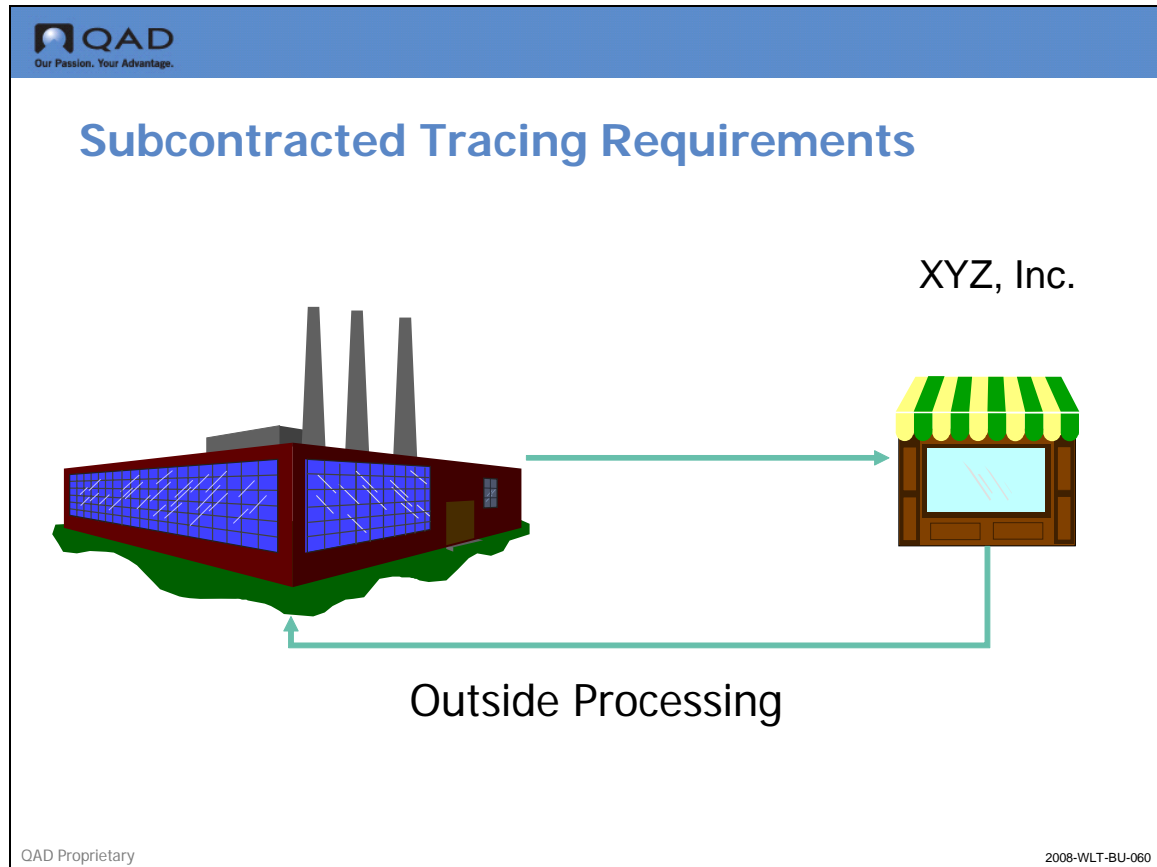 QAD
Our Passion. Your Advantage.
Subcontracted Tracing Requirements
XYZ, Inc.
Outside Processing
QAD Proprietary
2008-WLT-BU-060